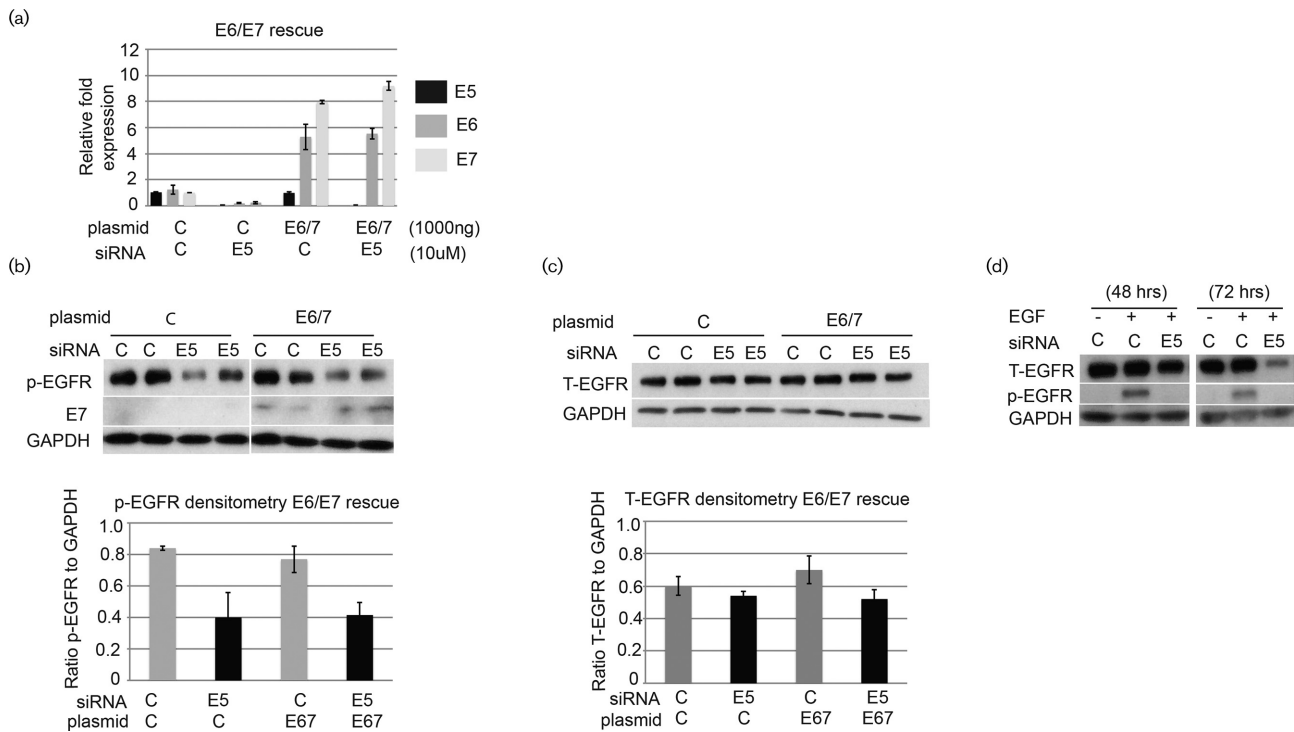 (a)
E6/E7 rescue
Relative fold
expression
12
10
8
6
4
2
0
E5
E6
E7
plasmid C C E6/7 E6/7 (1000ng)
siRNA C E5 C E5 (10uM)
(b)
plasmid C E6/7
siRNA C C E5 E5 C C E5 E5
p-EGFR
E7
GAPDH
p-EGFR densitometry E6/E7 rescue
Ratio p-EGFR to GAPDH
1.0
0.8
0.6
0.4
0.2
0
siRNA C E5 C E5
plasmid C C E67 E67
(c)
plasmid C E6/7
siRNA C C E5 E5 C C E5 E5
T-EGFR
GAPDH
T-EGFR densitometry E6/E7 rescue
Ratio T-EGFR to GAPDH
1.0
0.8
0.6
0.4
0.2
0
siRNA C E5 C E5
plasmid C C E67 E67
(d)
(48 hrs) (72 hrs)
EGF - + + - + +
siRNA C C E5 C C E5
T-EGFR
p-EGFR
GAPDH